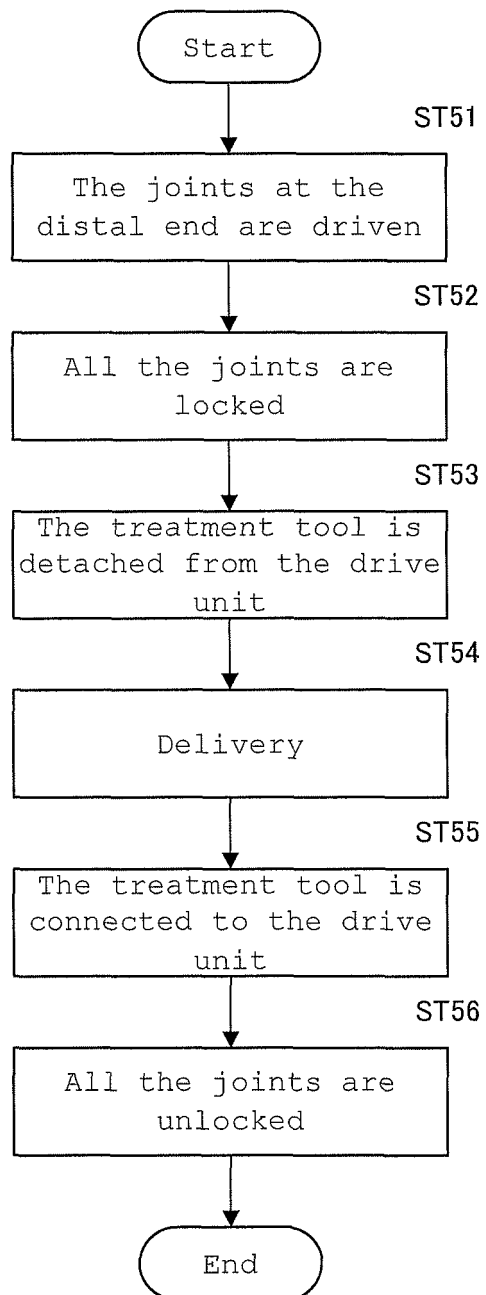 Start
ST51
The joints at the
distal end are driven
ST52
All the joints are
locked
ST53
The treatment tool is
detached from the drive
unit
ST54
Delivery
ST55
The treatment tool is
connected to the drive
unit
ST56
All the joints are
unlocked
End